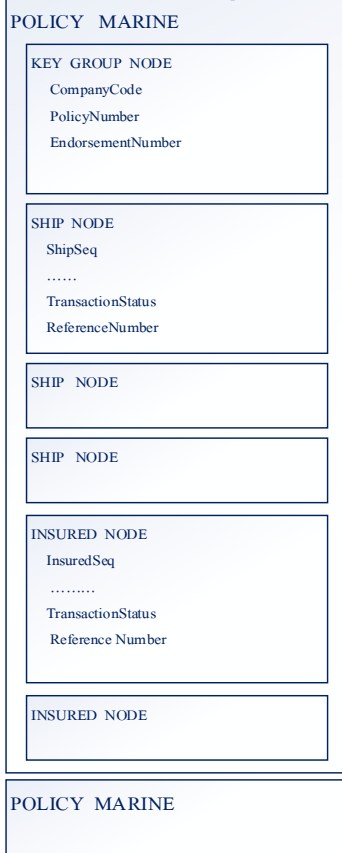 POLICY MARINE
KEY GROUP NODE
CompanyCode
PolicyNumber
EndorsementNumber
SHIP NODE
ShipSeq
……
TransactionStatus
ReferenceNumber
SHIP NODE
SHIP NODE
INSURED NODE
InsuredSeq
………
TransactionStatus
Reference Number
INSURED NODE
POLICY MARINE